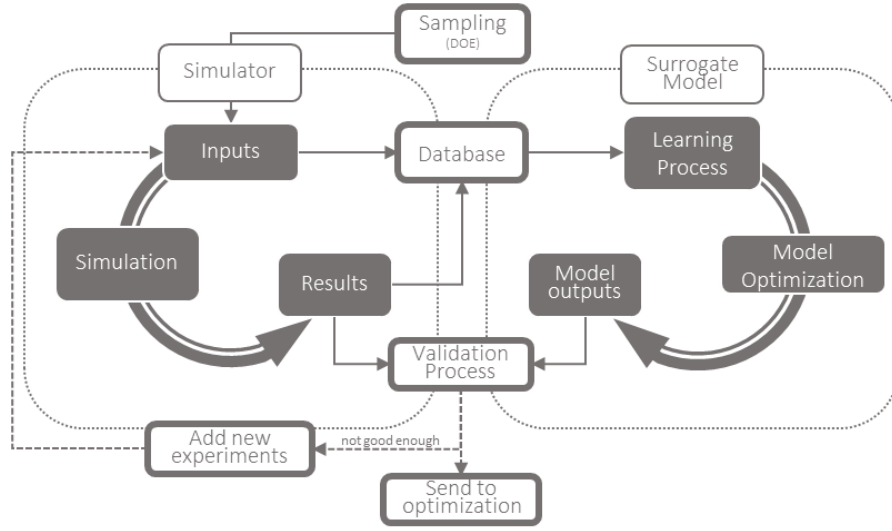 Sampling
(DOE)
Simulator
Surrogate
Model
Inputs
Database
Learning
Process
Simulation
Results
Model
outputs
Model
Optimization
Validation
Process
Add new
experiments
not good enough
Send to
optimization